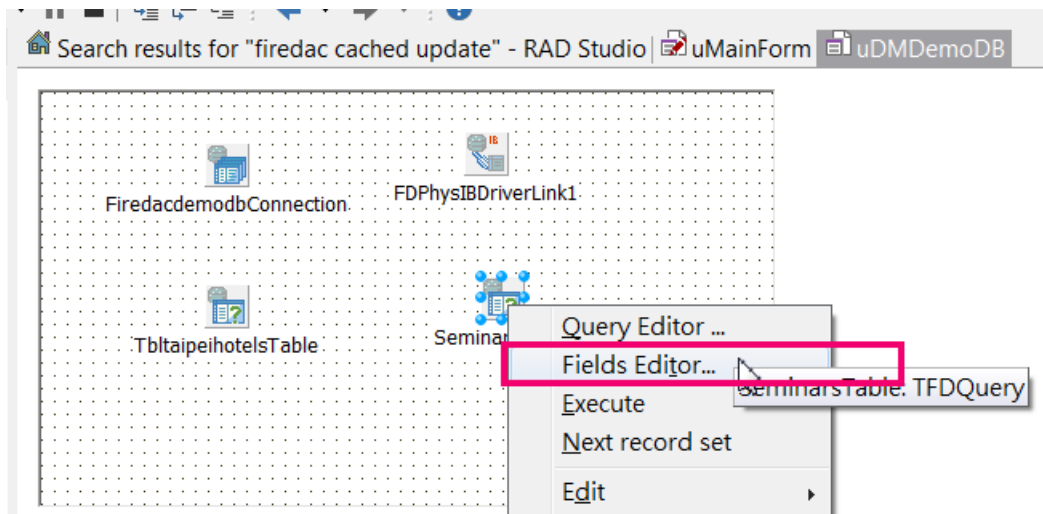 Search results for "firedac cached update" - RAD Studio uMainForm uDMDemoDB
IB
FiredacdemodbConnection
FDPhysIBDriverLink1
TbltaipeihotelsTable
Query Editor ...
Fields Editor...
SeminarsTable: TFDQuery
Execute
Next record set
Edit